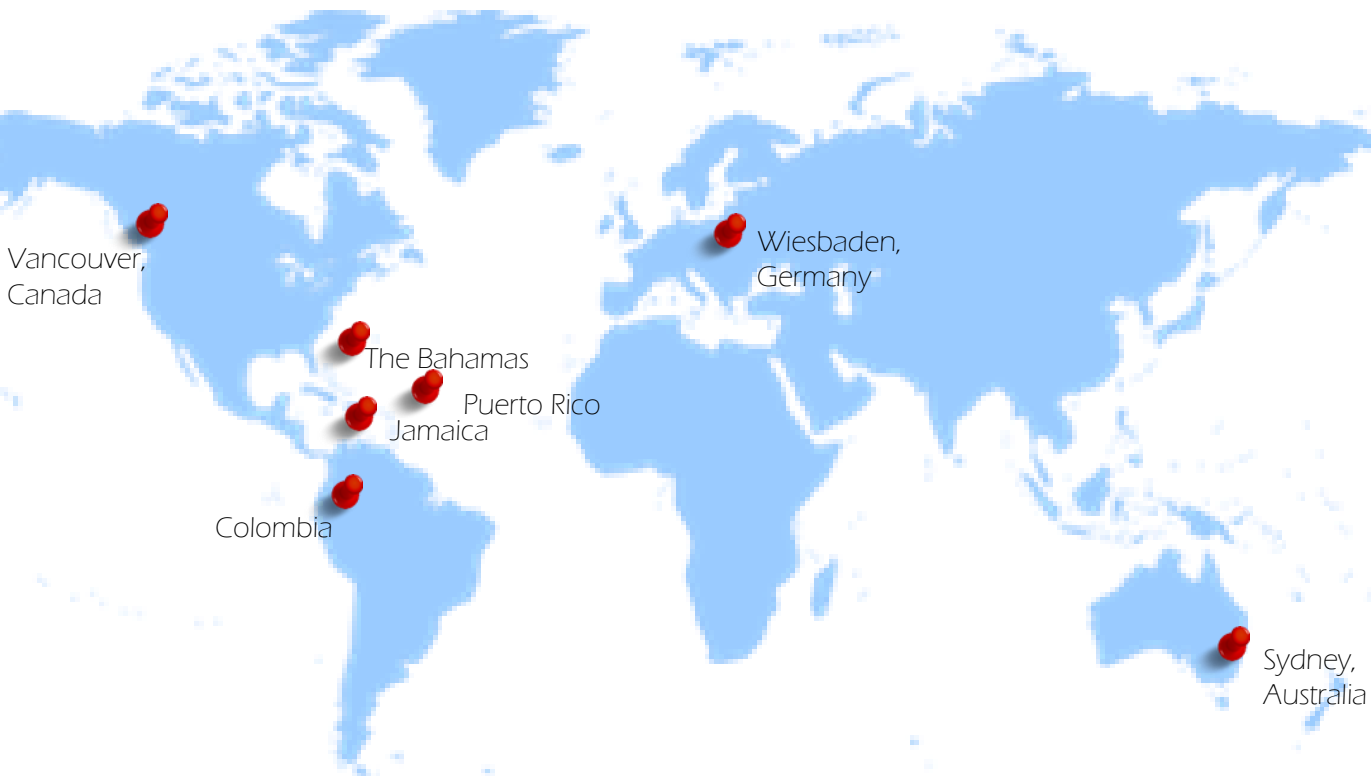 Vancouver,
Canada
Wiesbaden,
Germany
The Bahamas
Puerto Rico
Jamaica
Colombia
Sydney,
Australia